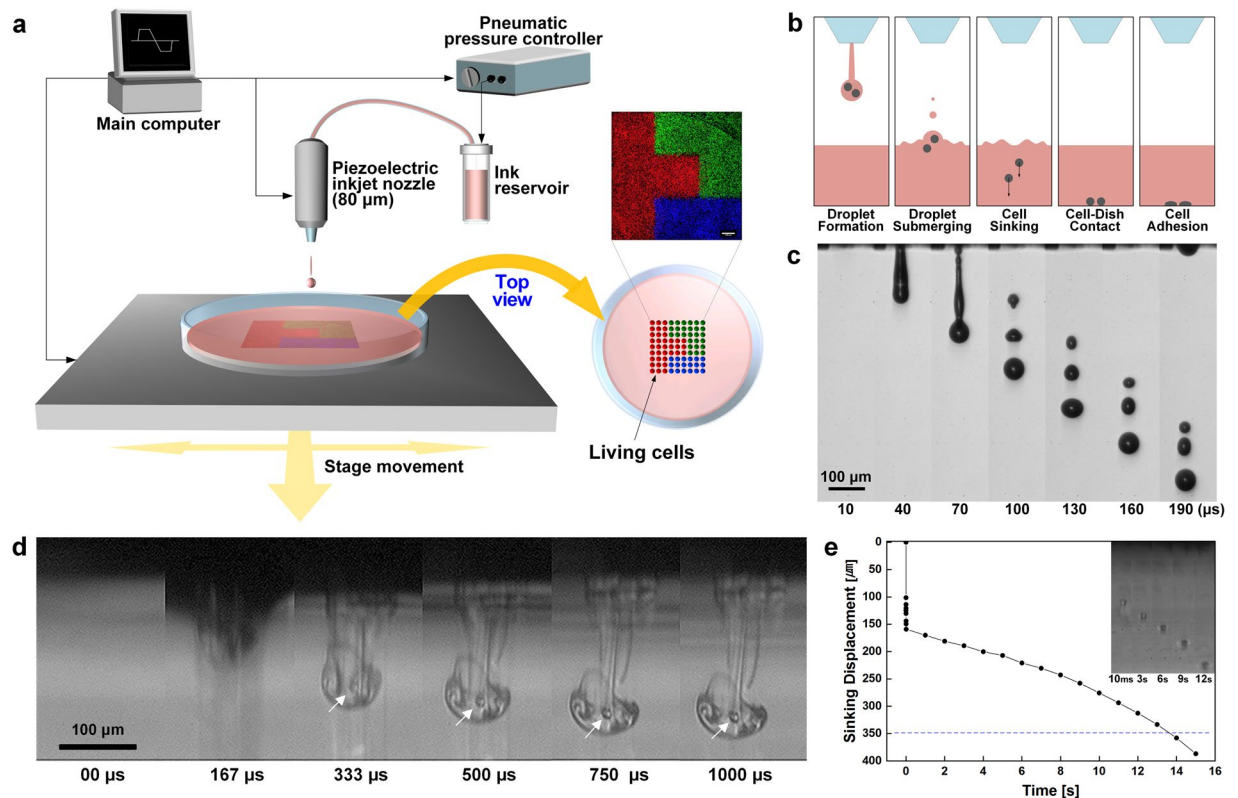 a
Main computer
Pneumatic
pressure controller
Piezoelectric
inkjet nozzle
(80 µm)
Ink
reservoir
Top
view
Living cells
Stage movement
b
Droplet
Formation
Droplet
Submerging
Cell
Sinking
Cell-Dish
Contact
Cell
Adhesion
c
100 µm
10 40 70 100 130 160 190 (µs)
d
100 µm
00 µs 167 µs 333 µs 500 µs 750 µs 1000 µs
e
Sinking Displacement [㎛]
0
50
100
150
200
250
300
350
400
10ms 3s 6s 9s 12s
0 2 4 6 8 10 12 14 16
Time [s]